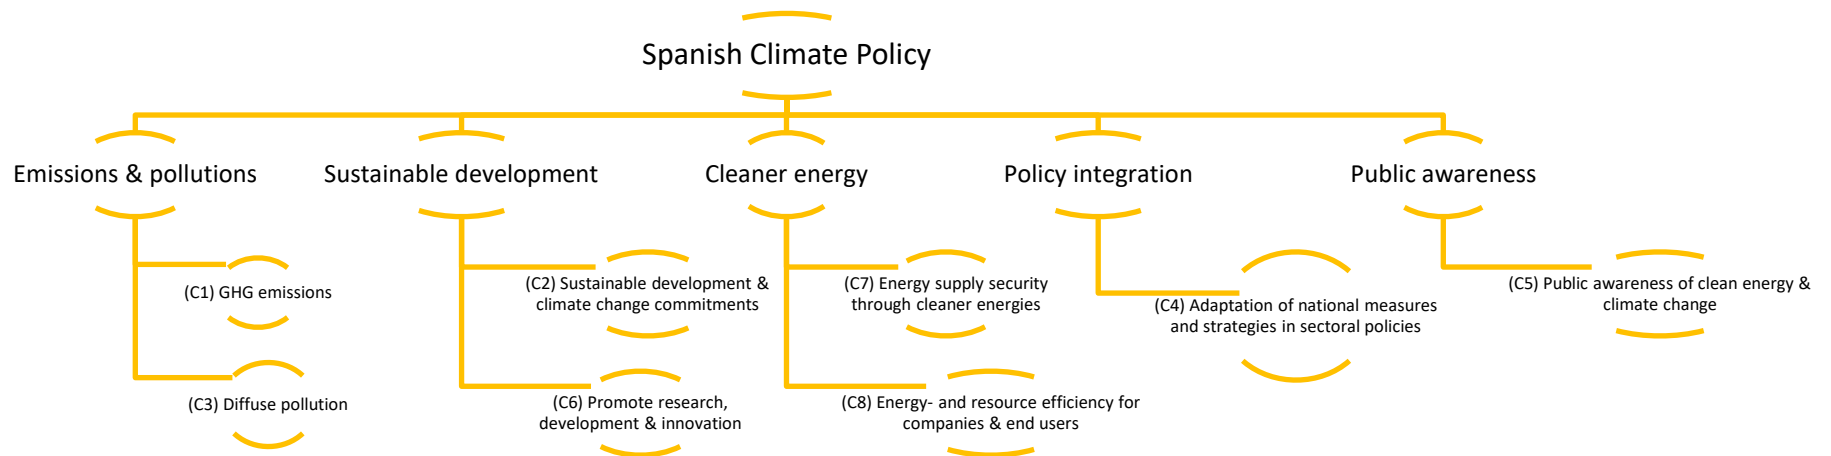 Spanish Climate Policy
Emissions & pollutions
Sustainable development
Cleaner energy
Policy integration
Public awareness
(C1) GHG emissions
(C2) Sustainable development &
climate change commitments
(C7) Energy supply security
through cleaner energies
(C4) Adaptation of national measures
and strategies in sectoral policies
(C5) Public awareness of clean energy &
climate change
(C3) Diffuse pollution
(C6) Promote research,
development & innovation
(C8) Energy- and resource efficiency for
companies & end users